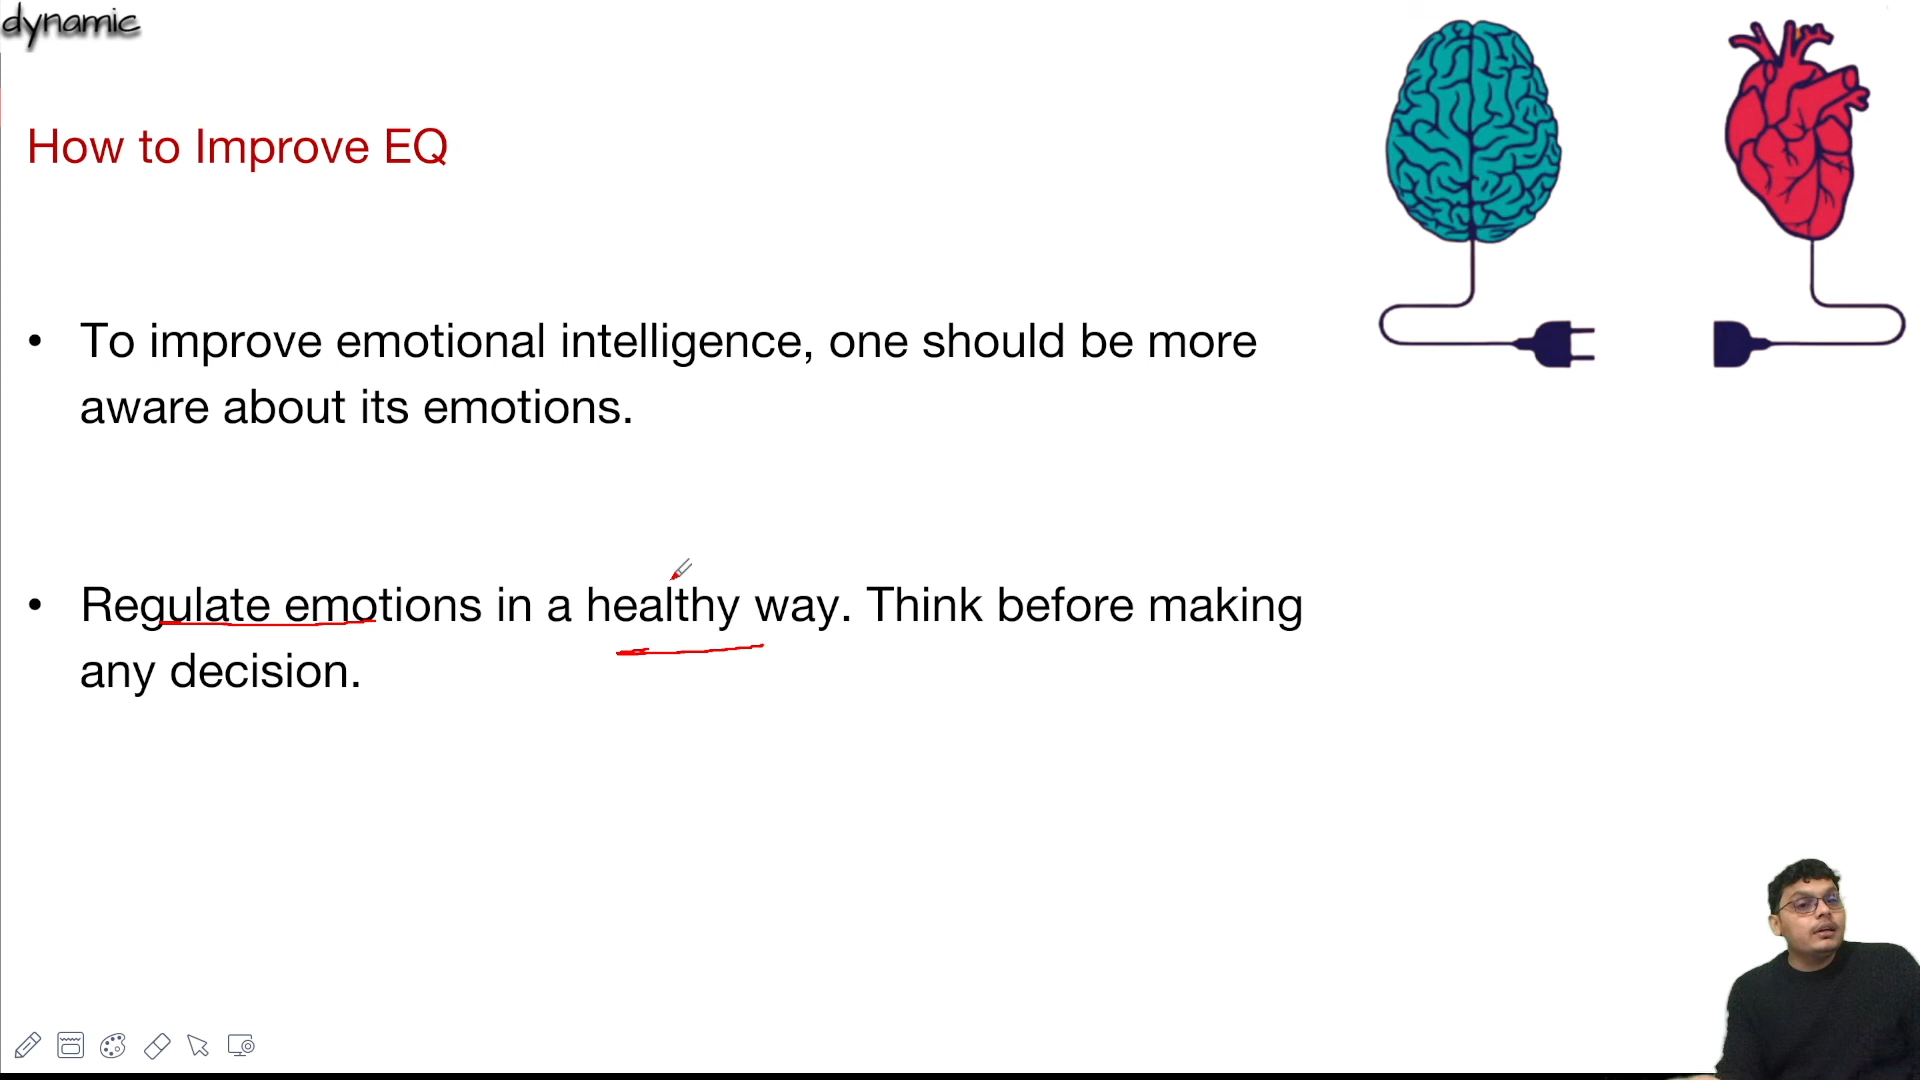 dynamic
How to Improve EQ
• To improve emotional intelligence, one should be more
aware about its emotions.
• Regulate emotions in a healthy way. Think before making
any decision.